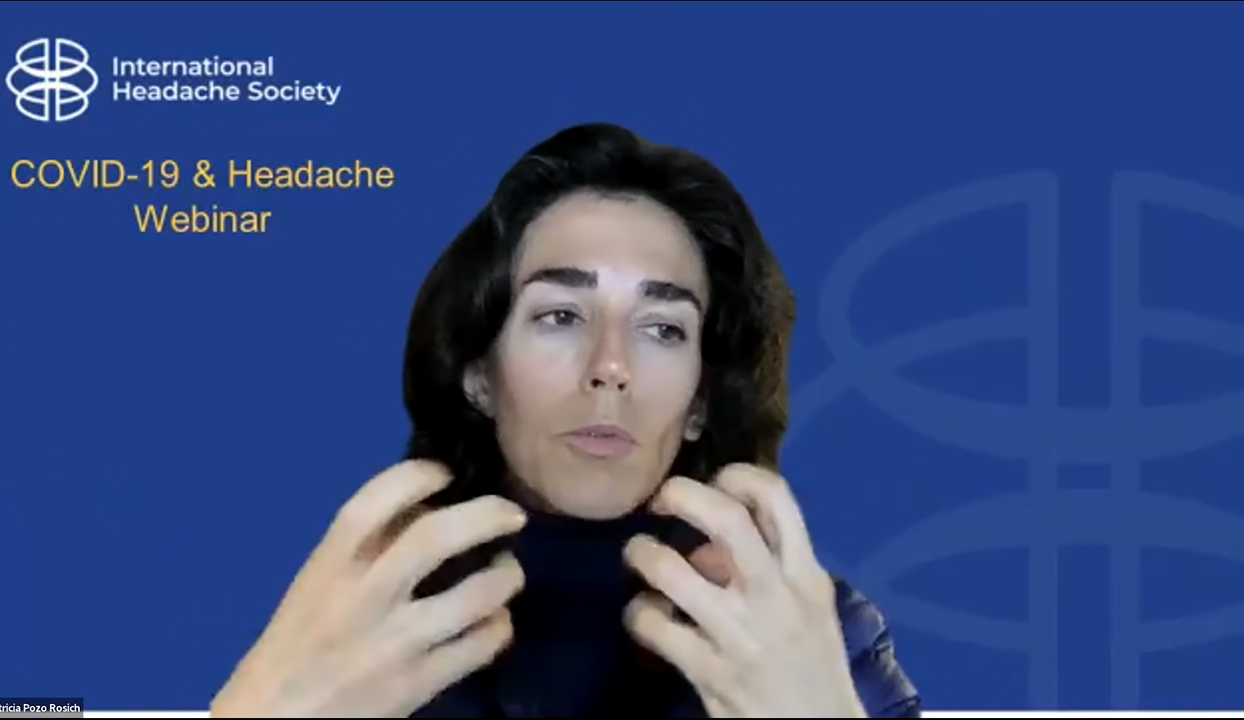 International
Headache Society
COVID-19 & Headache
Webinar
tricia Pozo Rosich